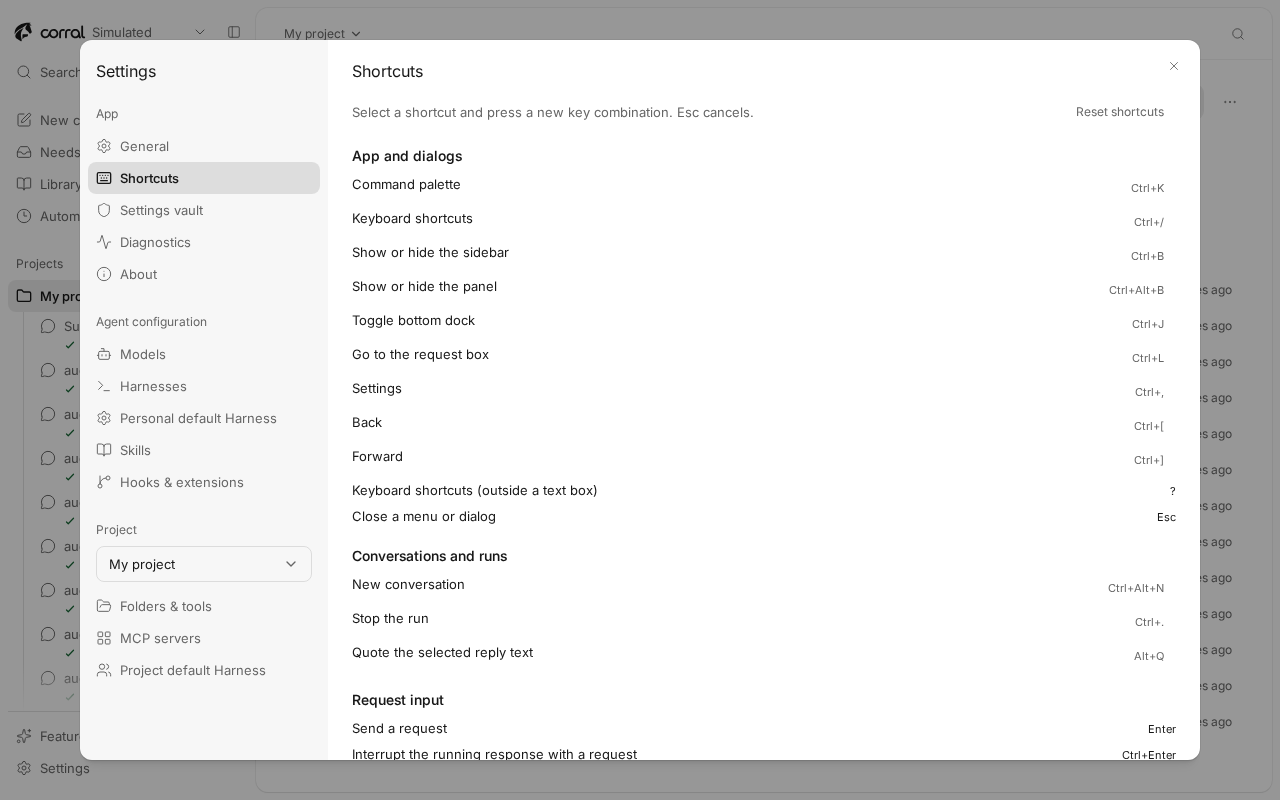 corral Simulated
My project
Search
New c
Needs
Library
Autom
Projects
My pro
Su
au
au
au
au
au
au
au
au
Featur
Settings
Settings
App
General
Shortcuts
Settings vault
Diagnostics
About
Agent configuration
Models
Harnesses
Personal default Harness
Skills
Hooks & extensions
Project
My project
Folders & tools
MCP servers
Project default Harness
Shortcuts
Select a shortcut and press a new key combination. Esc cancels. Reset shortcuts
App and dialogs
Command palette Ctrl+K
Keyboard shortcuts Ctrl+/
Show or hide the sidebar Ctrl+B
Show or hide the panel Ctrl+Alt+B
Toggle bottom dock Ctrl+J
Go to the request box Ctrl+L
Settings Ctrl+,
Back Ctrl+[
Forward Ctrl+]
Keyboard shortcuts (outside a text box) ?
Close a menu or dialog Esc
Conversations and runs
New conversation Ctrl+Alt+N
Stop the run Ctrl+.
Quote the selected reply text Alt+Q
Request input
Send a request Enter
Interrupt the running response with a request Ctrl+Enter
es ago
es ago
es ago
es ago
es ago
es ago
es ago
es ago
es ago
es ago
es ago
es ago
es ago